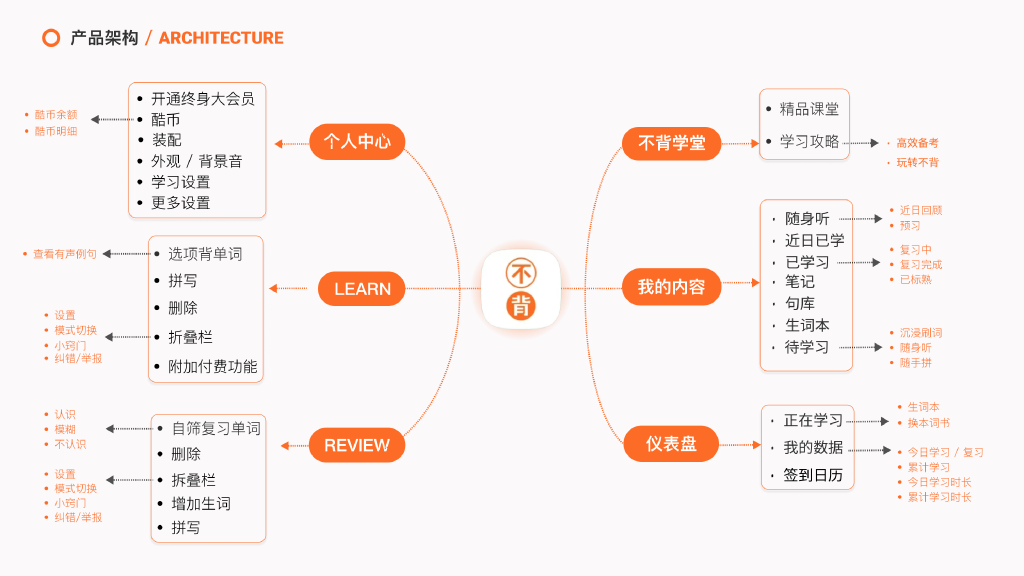 产品架构 / ARCHITECTURE
个人中心
开通终身大会员
酷币
装配
外观 / 背景音
学习设置
更多设置
酷币余额
酷币明细
LEARN
选项背单词
拼写
删除
折叠栏
附加付费功能
查看有声例句
设置
模式切换
小窍门
纠错/举报
REVIEW
自筛复习单词
删除
拆叠栏
增加生词
拼写
认识
模糊
不认识
设置
模式切换
小窍门
纠错/举报
不
背
不背学堂
精品课堂
学习攻略
高效备考
玩转不背
我的内容
随身听
近日已学
已学习
笔记
句库
生词本
待学习
近日回顾
预习
复习中
复习完成
已标熟
沉浸刷词
随身听
随手拼
仪表盘
正在学习
我的数据
签到日历
生词本
换本词书
今日学习 / 复习
累计学习
今日学习时长
累计学习时长